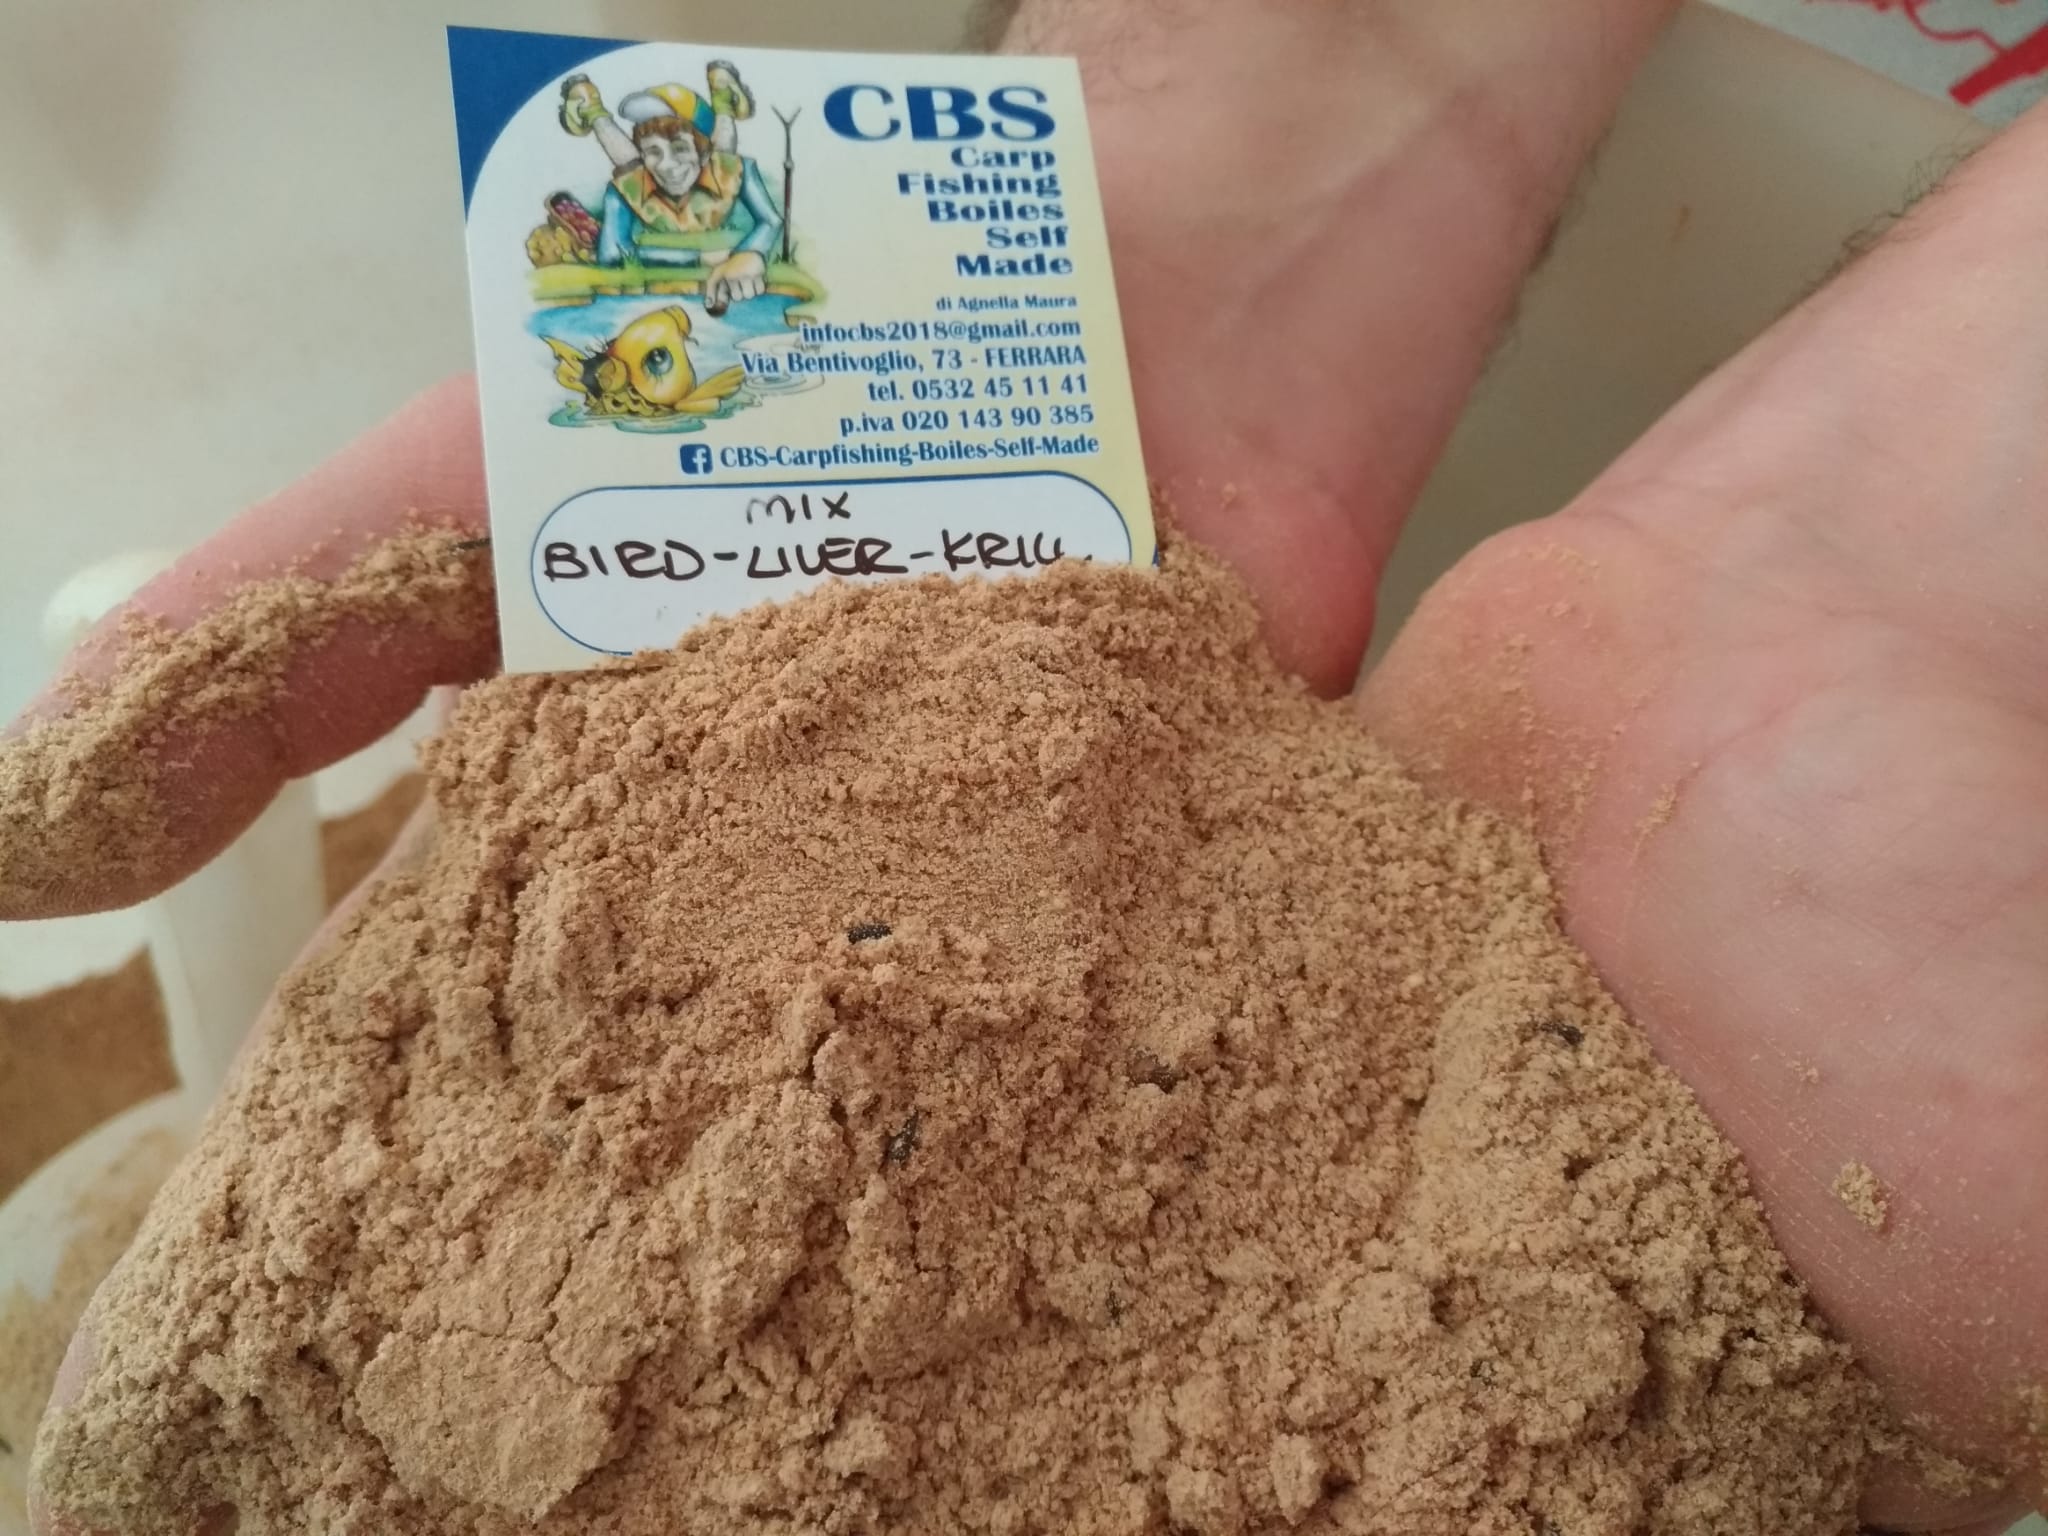 CBS
Carp
Fishing
Boiles
Self
Made
di Agnella Maura
infocbs2018@gmail.com
Via Bentivoglio, 73 - FERRARA
tel. 0532 45 11 41
p.iva 020 143 90 385
CBS-Carpfishing-Boiles-Self-Made
MIX
BIRD-LIVER-KRILL